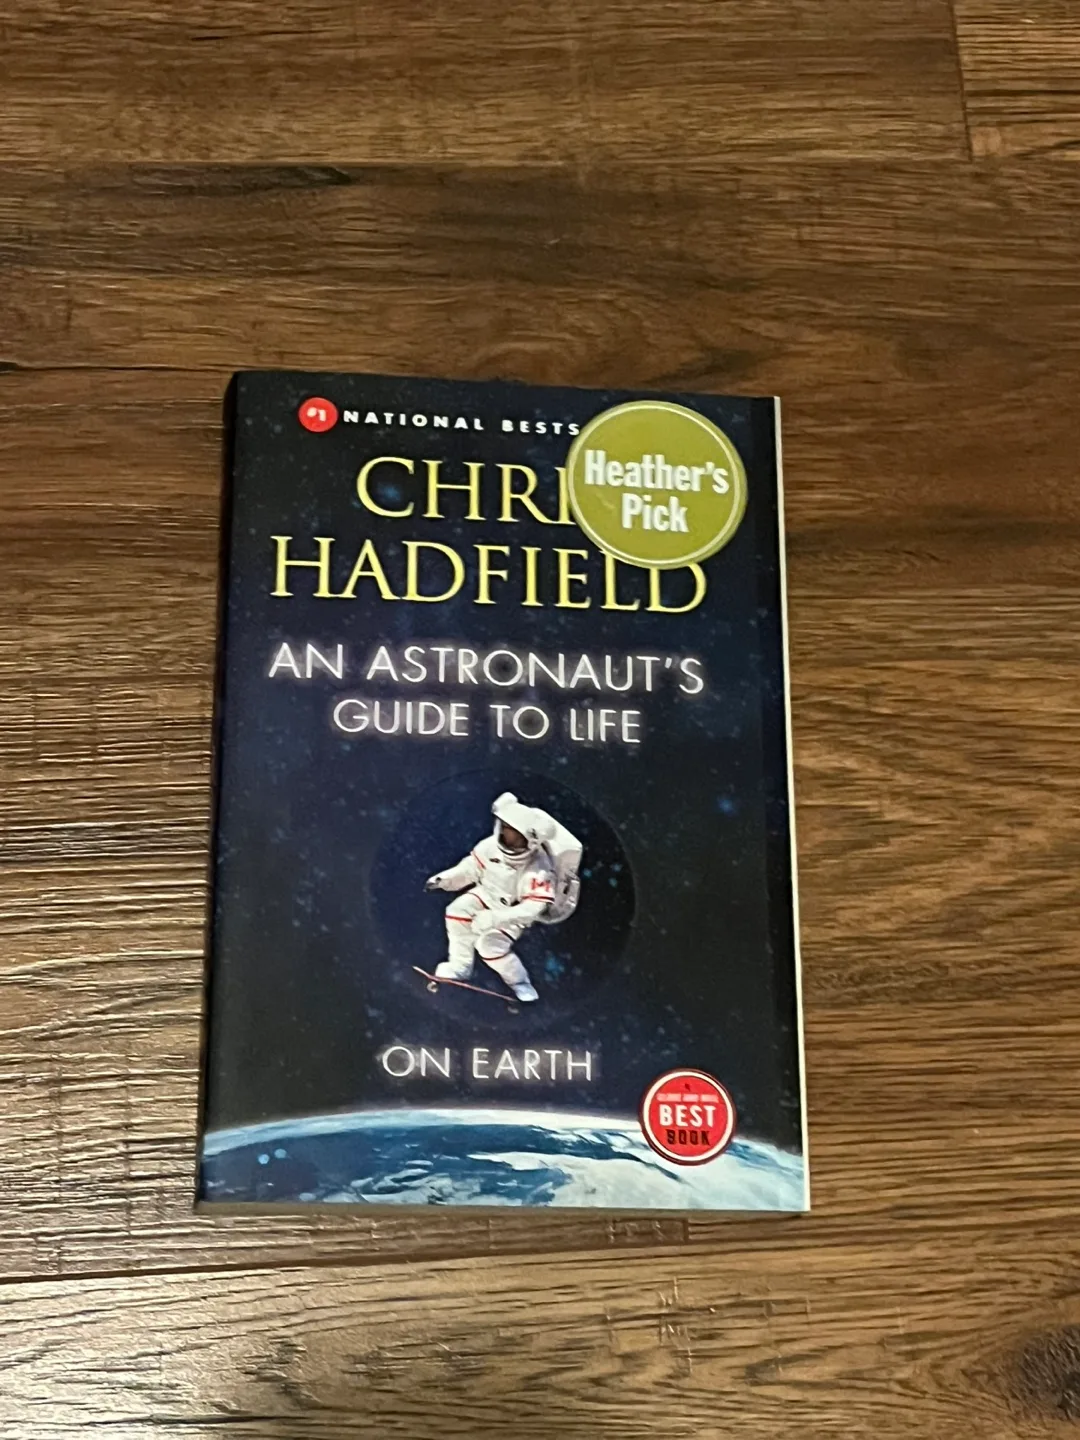 #1 NATIONAL BESTS
Heather's
Pick
CHRI
HADFIELD
AN ASTRONAUT'S
GUIDE TO LIFE
ON EARTH
BEST
BOOK